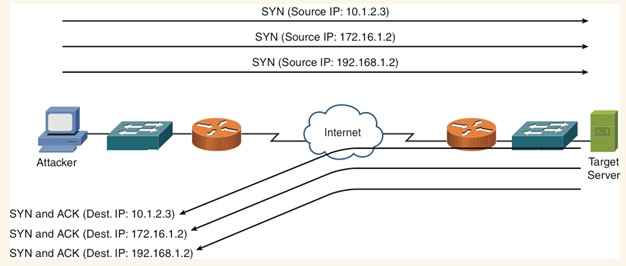 SYN (Source IP: 10.1.2.3)
SYN (Source IP: 172.16.1.2)
SYN (Source IP: 192.168.1.2)
Internet
Attacker
Target
Server
SYN and ACK (Dest. IP: 10.1.2.3)
SYN and ACK (Dest. IP: 172.16.1.2)
SYN and ACK (Dest. IP: 192.168.1.2)